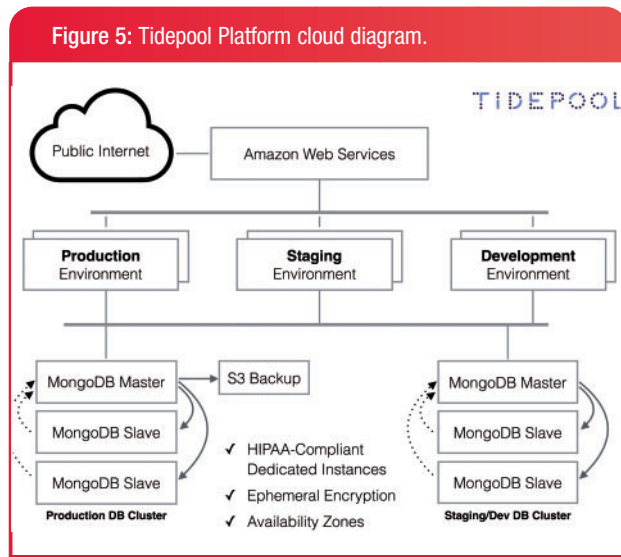 Figure 5: Tidepool Platform cloud diagram.
TIDEPOOL
Public Internet
Amazon Web Services
Production
Environment
Staging
Environment
Development
Environment
MongoDB Master
S3 Backup
MongoDB Master
MongoDB Slave
MongoDB Slave
MongoDB Slave
MongoDB Slave
✓ HIPAA-Compliant
Dedicated Instances
✓ Ephemeral Encryption
✓ Availability Zones
Production DB Cluster
Staging/Dev DB Cluster